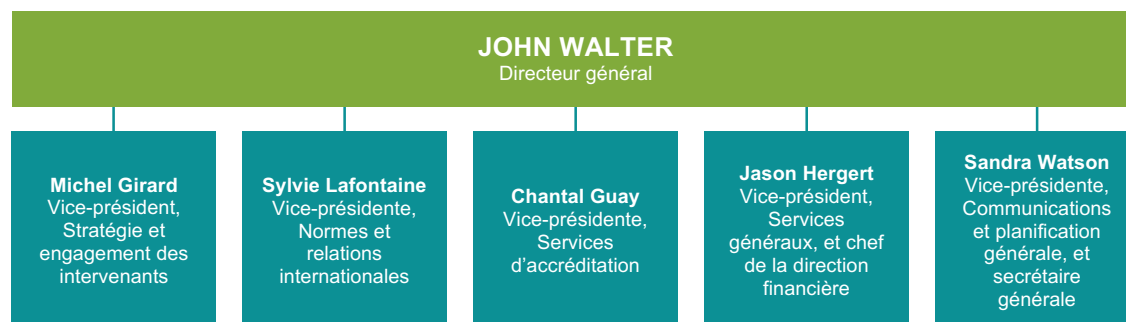 JOHN WALTER
Directeur général
Michel Girard
Vice-président,
Stratégie et
engagement des
intervenants
Sylvie Lafontaine
Vice-présidente,
Normes et
relations
internationales
Chantal Guay
Vice-présidente,
Services
d’accréditation
Jason Hergert
Vice-président,
Services
généraux, et chef
de la direction
financière
Sandra Watson
Vice-présidente,
Communications
et planification
générale, et
secrétaire
générale